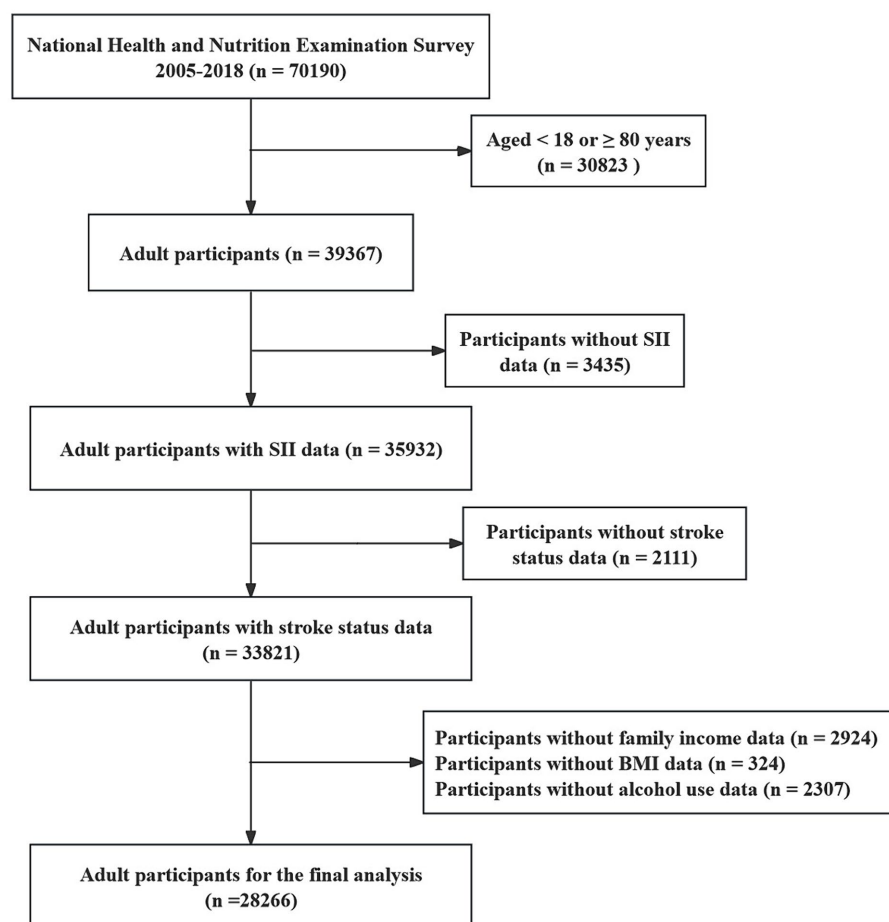 National Health and Nutrition Examination Survey
2005-2018 (n = 70190)
Aged < 18 or ≥ 80 years
(n = 30823 )
Adult participants (n = 39367)
Participants without SII
data (n = 3435)
Adult participants with SII data (n = 35932)
Participants without stroke
status data (n = 2111)
Adult participants with stroke status data
(n = 33821)
Participants without family income data (n = 2924)
Participants without BMI data (n = 324)
Participants without alcohol use data (n = 2307)
Adult participants for the final analysis
(n =28266)